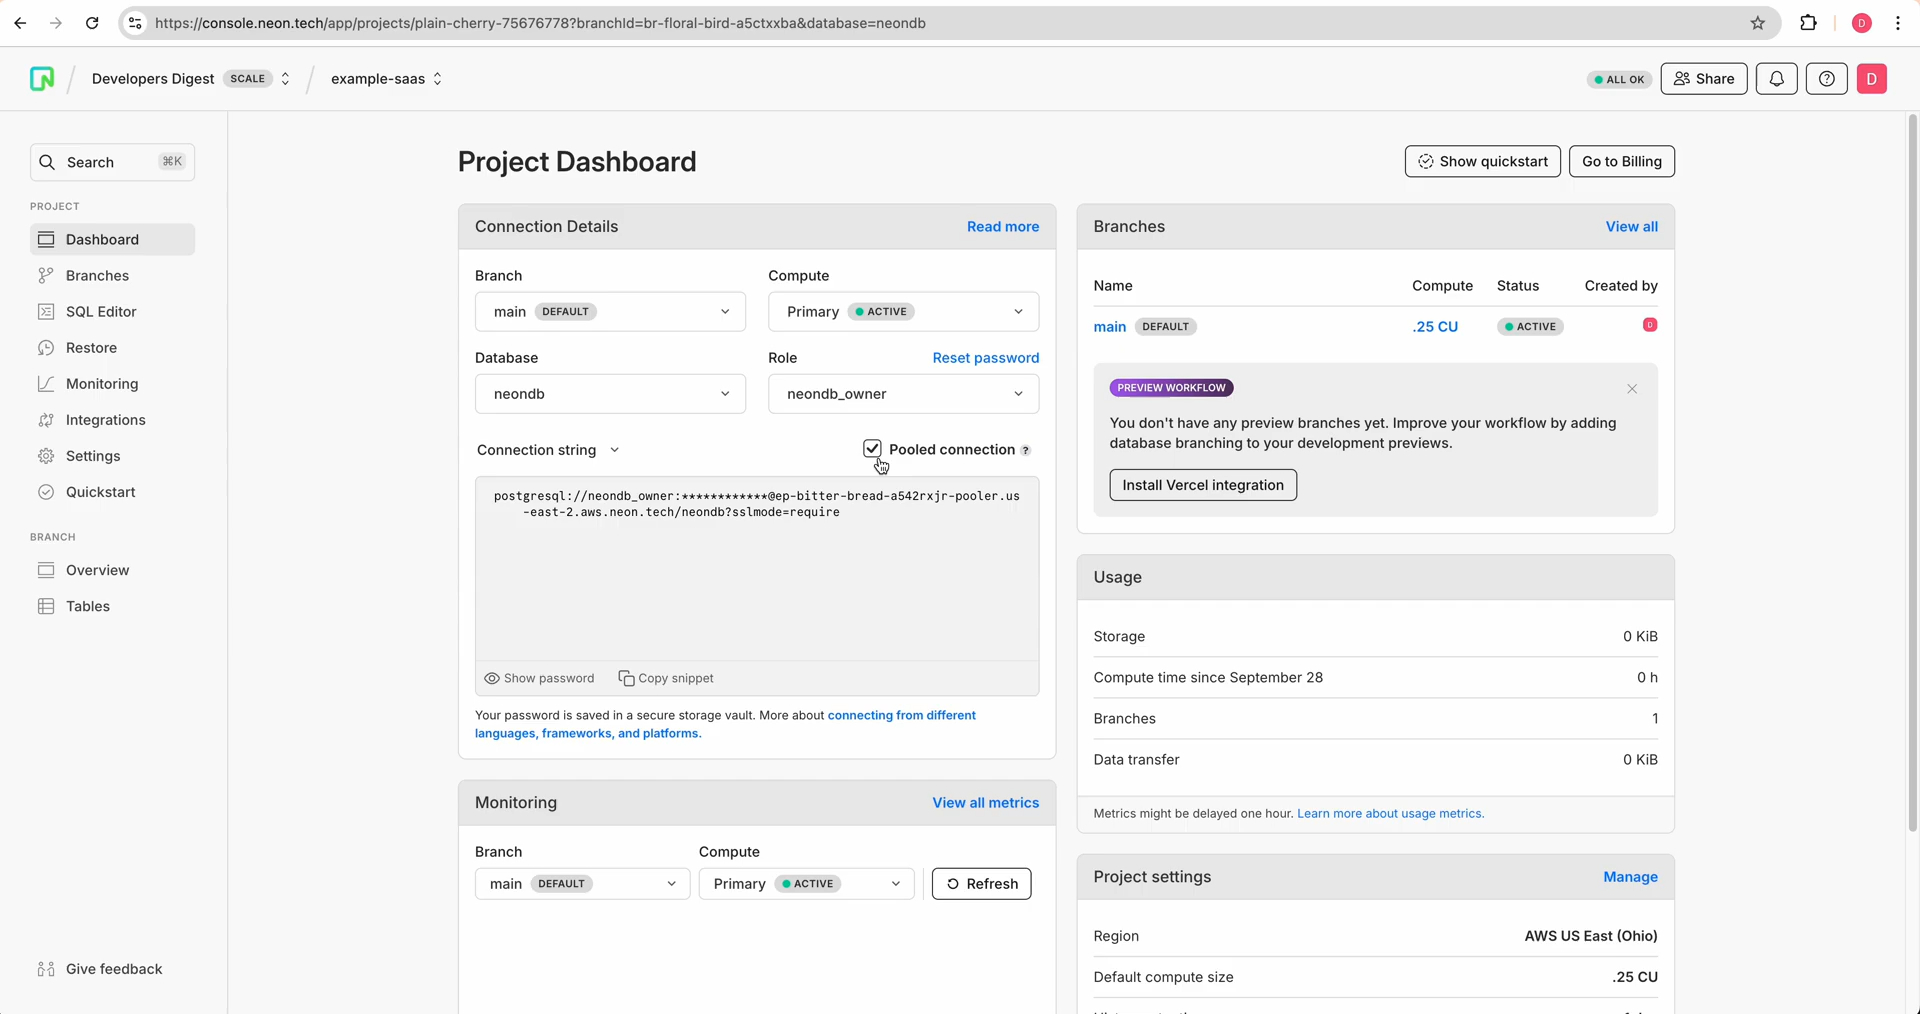 https://console.neon.tech/app/projects/plain-cherry-75676778?branchId=br-floral-bird-a5ctxxba&database=neondb
D
Developers Digest SCALE
example-saas
ALL OK
Share
D
Search ⌘K
PROJECT
Dashboard
Branches
SQL Editor
Restore
Monitoring
Integrations
Settings
Quickstart
BRANCH
Overview
Tables
Give feedback
Project Dashboard
Show quickstart
Go to Billing
Connection Details
Read more
Branch
Compute
main DEFAULT
Primary ACTIVE
Database
Role
Reset password
neondb
neondb_owner
Connection string
Pooled connection ?
postgresql://neondb_owner:************@ep-bitter-bread-a542rxjr-pooler.us
-east-2.aws.neon.tech/neondb?sslmode=require
Show password
Copy snippet
Your password is saved in a secure storage vault. More about connecting from different
languages, frameworks, and platforms.
Monitoring
View all metrics
Branch
Compute
main DEFAULT
Primary ACTIVE
Refresh
Branches
View all
Name
Compute
Status
Created by
main DEFAULT
.25 CU
ACTIVE
D
PREVIEW WORKFLOW
You don't have any preview branches yet. Improve your workflow by adding
database branching to your development previews.
Install Vercel integration
Usage
Storage 0 KiB
Compute time since September 28 0 h
Branches 1
Data transfer 0 KiB
Metrics might be delayed one hour. Learn more about usage metrics.
Project settings
Manage
Region AWS US East (Ohio)
Default compute size .25 CU